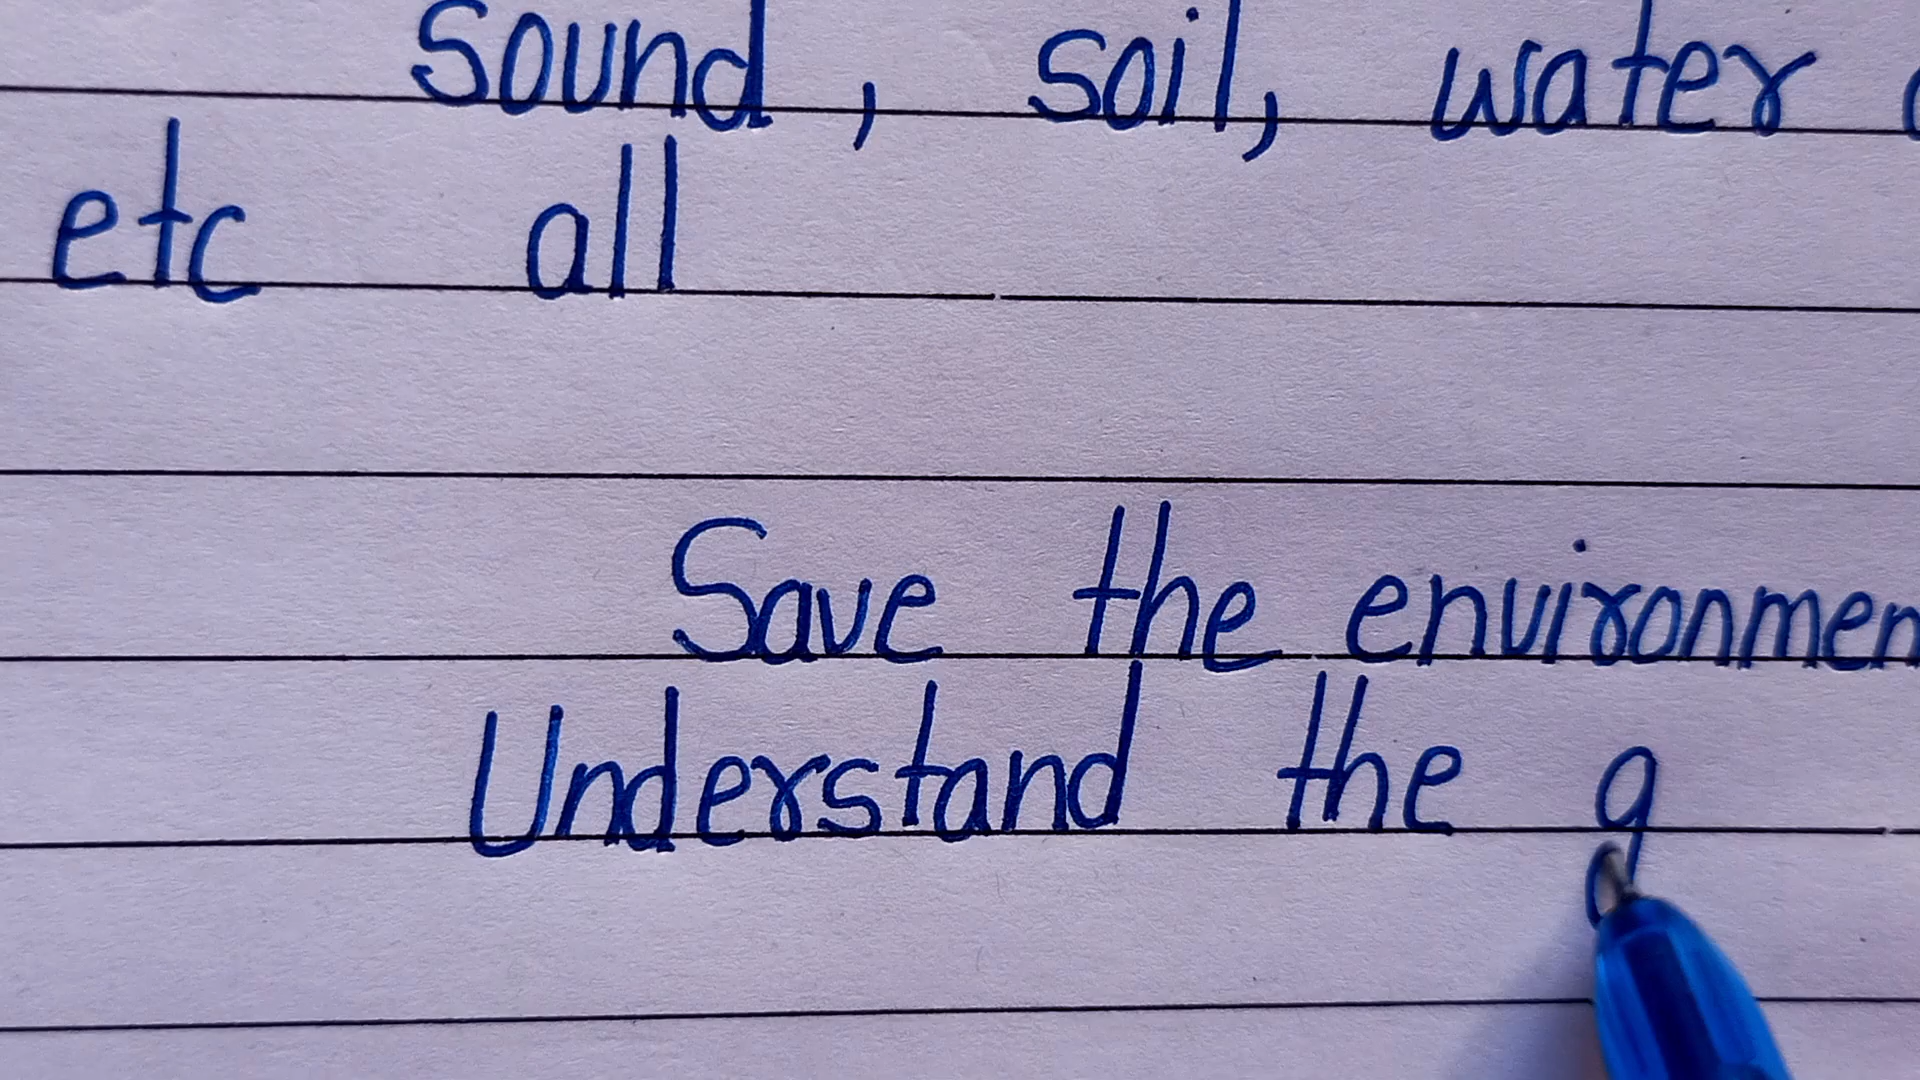 Sound, soil, water
etc all
Save the environmen
Understand the g